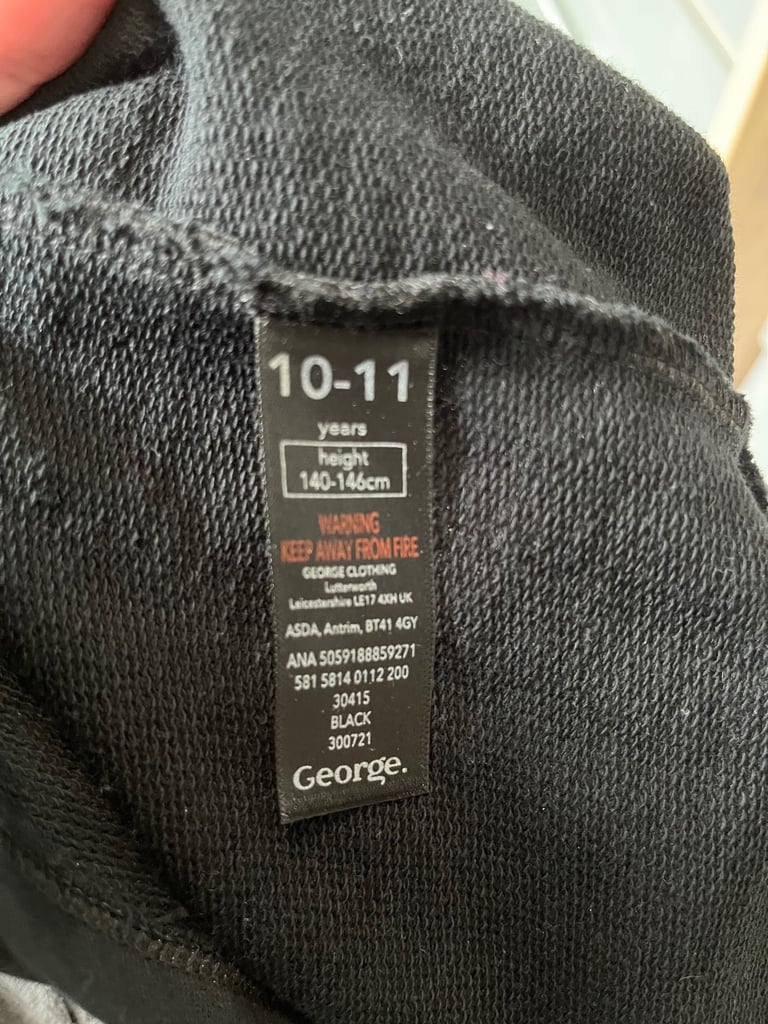 10-11
years
height
140-146cm
WARNING
KEEP AWAY FROM FIRE
GEORGE CLOTHING
Lutterworth
Leicestershire LE17 4XH UK
ASDA, Antrim, BT41 4GY
ANA 5059188859271
581 5814 0112 200
30415
BLACK
300721
George.